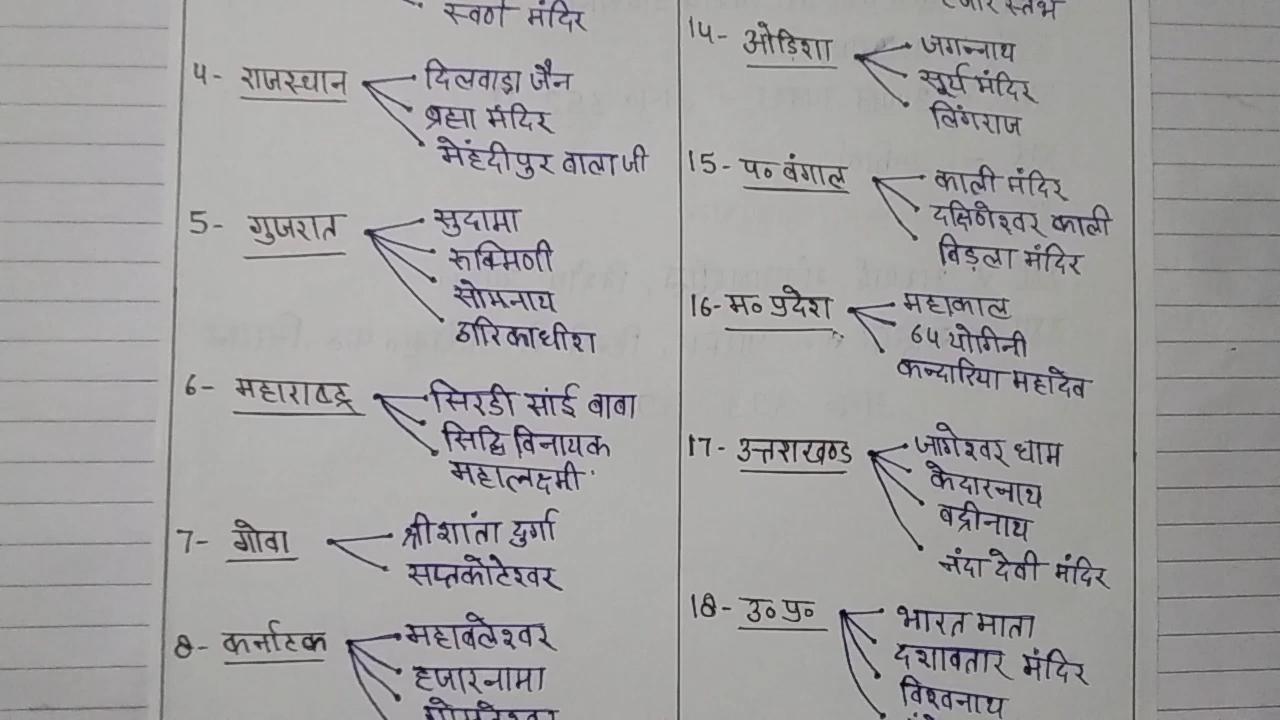 स्वर्ण मंदिर
4- राजस्थान
दिलवाड़ा जैन
ब्रह्मा मंदिर
मेंहदीपुर बालाजी
5- गुजरात
सुदामा
रुक्मिणी
सोमनाथ
द्वारिकाधीश
6- महाराष्ट्र
सिरडी सांई बाबा
सिद्धि विनायक
महालक्ष्मी
7- गोवा
श्री शांता दुर्गा
सप्तकोटेश्वर
8- कर्नाटक
महाबलेश्वर
हजारनामा
हजार स्तंभ
14- ओड़िशा
जगन्नाथ
सूर्य मंदिर
लिंगराज
15- प० बंगाल
काली मंदिर
दक्षिणेश्वर काली
बिड़ला मंदिर
16- म० प्रदेश
महाकाल
64 योगिनी
कन्दारिया महादेव
17- उत्तराखण्ड
जागेश्वर धाम
केदारनाथ
बद्रीनाथ
नंदा देवी मंदिर
18- उ० प्र०
भारत माता
दशावतार मंदिर
विश्वनाथ